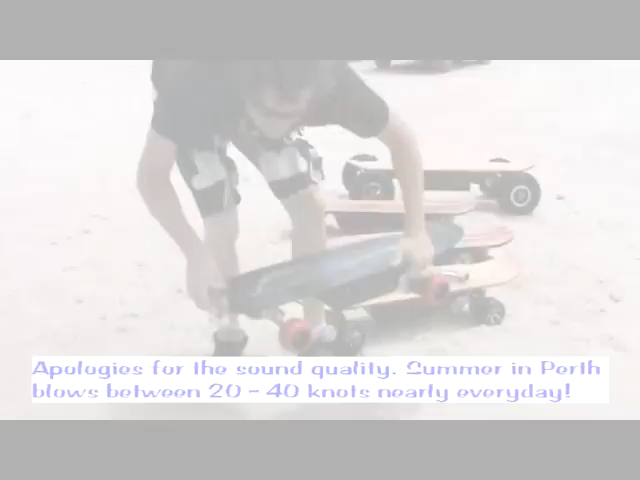 Apologies for the sound quality. Summer in Perth
blows between 20 - 40 knots nearly everyday!